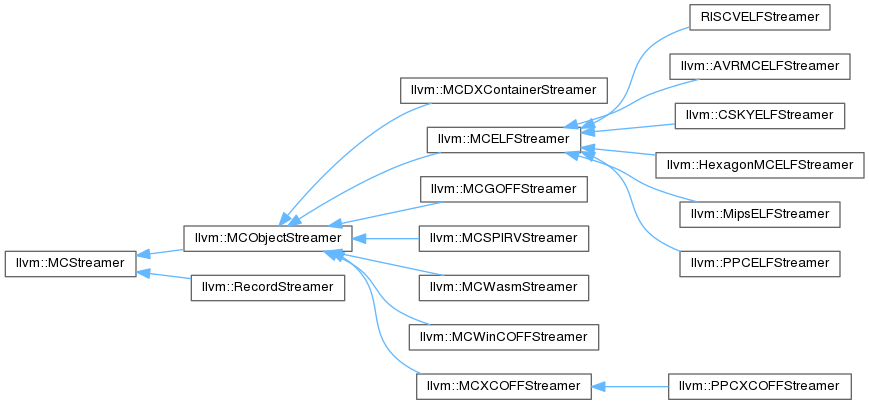 RISCVELFStreamer
llvm::AVRMCELFStreamer
llvm::MCDXContainerStreamer
llvm::CSKYELFStreamer
llvm::MCELFStreamer
llvm::HexagonMCELFStreamer
llvm::MCGOFFStreamer
llvm::MipsELFStreamer
llvm::MCObjectStreamer
llvm::MCSPIRVStreamer
llvm::MCStreamer
llvm::PPCELFStreamer
llvm::RecordStreamer
llvm::MCWasmStreamer
llvm::MCWinCOFFStreamer
llvm::MCXCOFFStreamer
llvm::PPCXCOFFStreamer